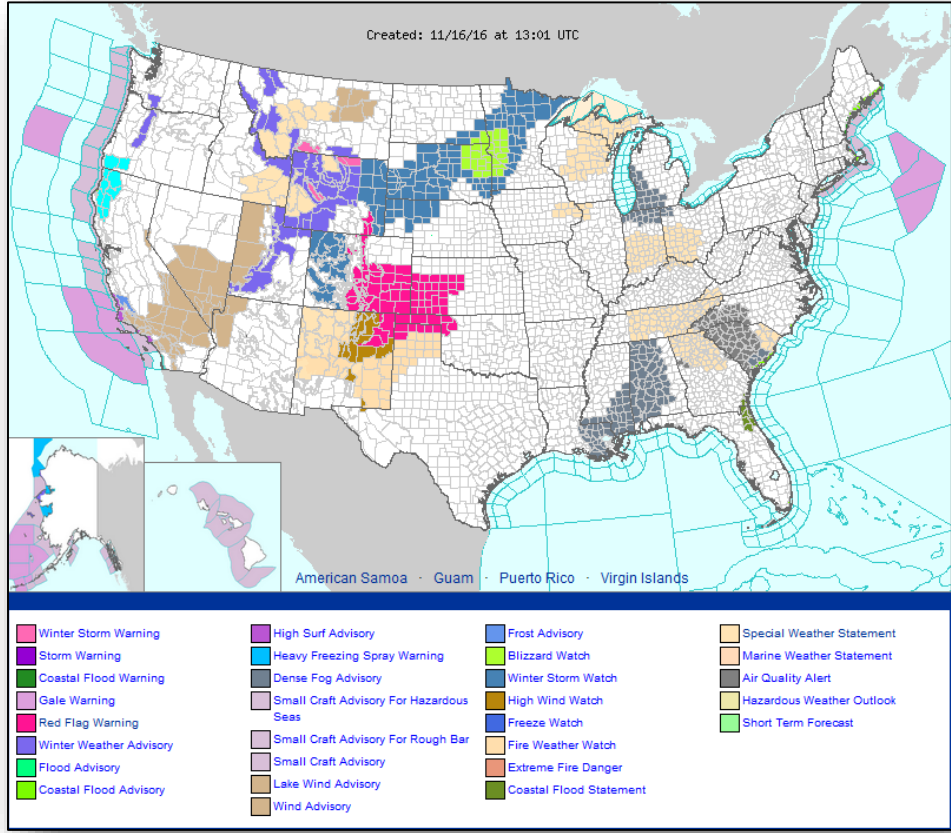 Created: 11/16/16 at 13:01 UTC
American Samoa · Guam · Puerto Rico · Virgin Islands
Winter Storm Warning
Storm Warning
Coastal Flood Warning
Gale Warning
Red Flag Warning
Winter Weather Advisory
Flood Advisory
Coastal Flood Advisory
High Surf Advisory
Heavy Freezing Spray Warning
Dense Fog Advisory
Small Craft Advisory For Hazardous
Seas
Small Craft Advisory For Rough Bar
Small Craft Advisory
Lake Wind Advisory
Wind Advisory
Frost Advisory
Blizzard Watch
Winter Storm Watch
High Wind Watch
Freeze Watch
Fire Weather Watch
Extreme Fire Danger
Coastal Flood Statement
Special Weather Statement
Marine Weather Statement
Air Quality Alert
Hazardous Weather Outlook
Short Term Forecast